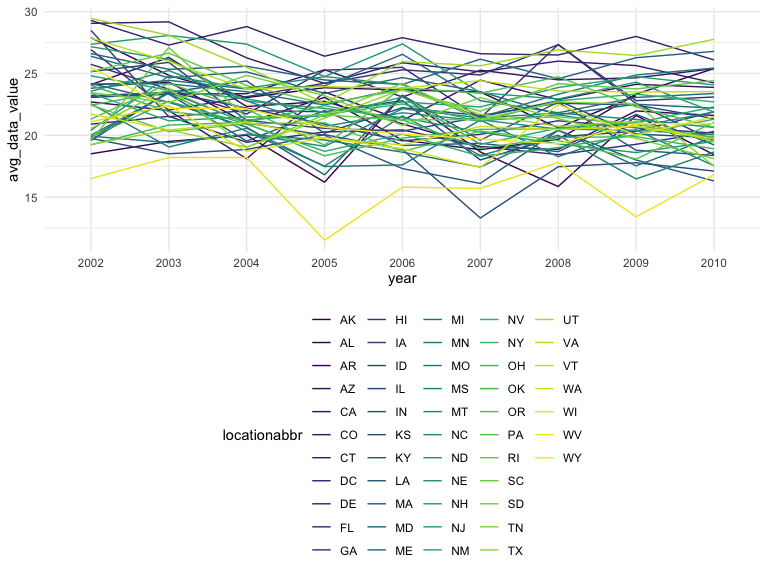 30
25
20
15
avg_data_value
2002 2003 2004 2005 2006 2007 2008 2009 2010
year
locationabbr
AK HI MI NV UT
AL IA MN NY VA
AR ID MO OH VT
AZ IL MS OK WA
CA IN MT OR WI
CO KS NC PA WV
CT KY ND RI WY
DC LA NE SC
DE MA NH SD
FL MD NJ TN
GA ME NM TX